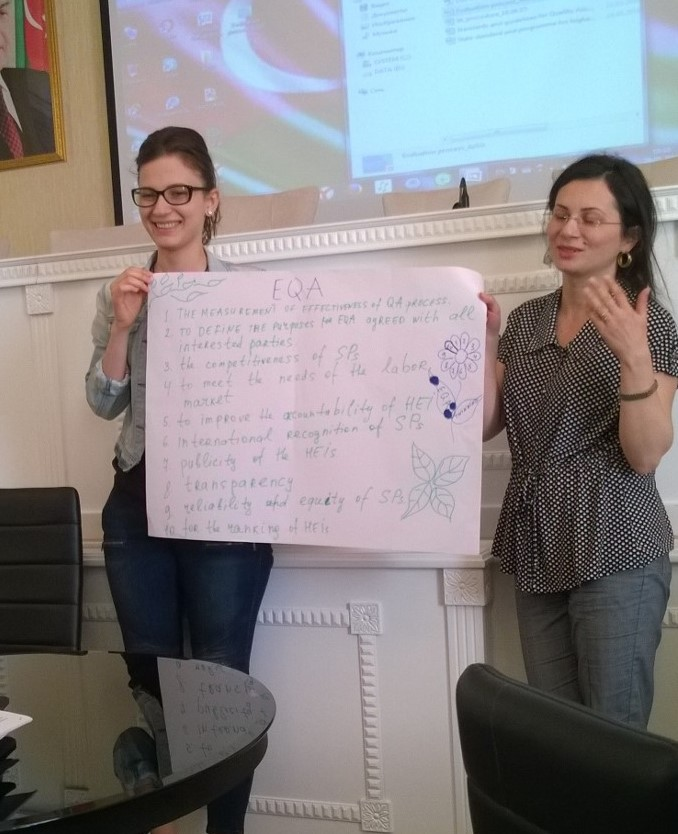 EQA
1 THE MEASUREMENT OF EFFECTIVENESS OF QA PROCESS.
2 TO DEFINE THE PURPOSES FOR EQA AGREED with all
interested parties
3 the competitiveness of SPs
4 to meet the needs of the labor
market
5 to improve the accountability of HEI
6 International recognition of SPs
7 publicity of the HEIs
8 transparency
9 reliability and equity of SPs
10 for the ranking of HEIs